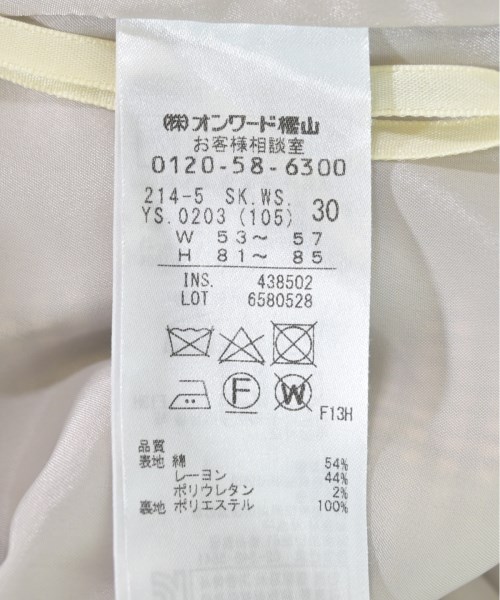 (株)オンワード樫山
お客様相談室
0120-58-6300
214-5 SK.WS.
YS.0203 (105) 30
W 53〜 57
H 81〜 85
INS. 438502
LOT 6580528
F W
F13H
品質
表地 綿 54%
レーヨン 44%
ポリウレタン 2%
裏地 ポリエステル 100%